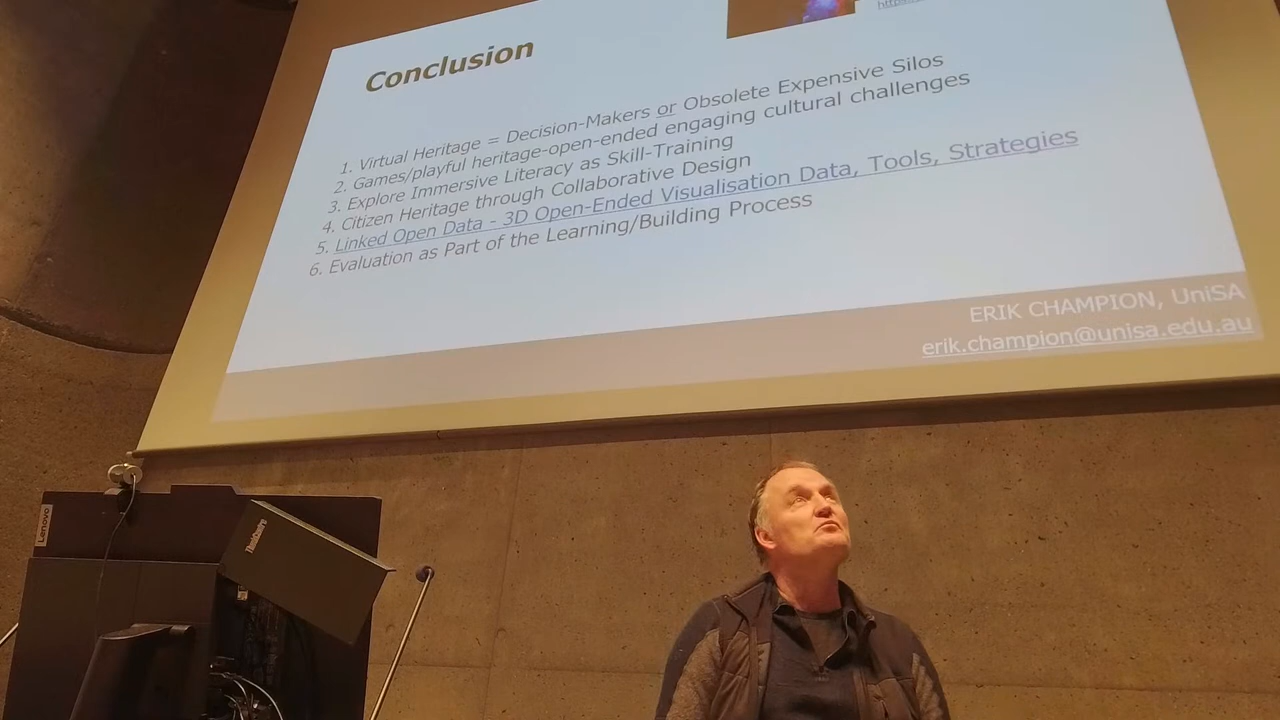 https
Conclusion
1. Virtual Heritage = Decision-Makers or Obsolete Expensive Silos
2. Games/playful heritage-open-ended engaging cultural challenges
3. Explore Immersive Literacy as Skill-Training
4. Citizen Heritage through Collaborative Design
5. Linked Open Data - 3D Open-Ended Visualisation Data, Tools, Strategies
6. Evaluation as Part of the Learning/Building Process
ERIK CHAMPION, UniSA
erik.champion@unisa.edu.au
Lenovo
ThinkCentre